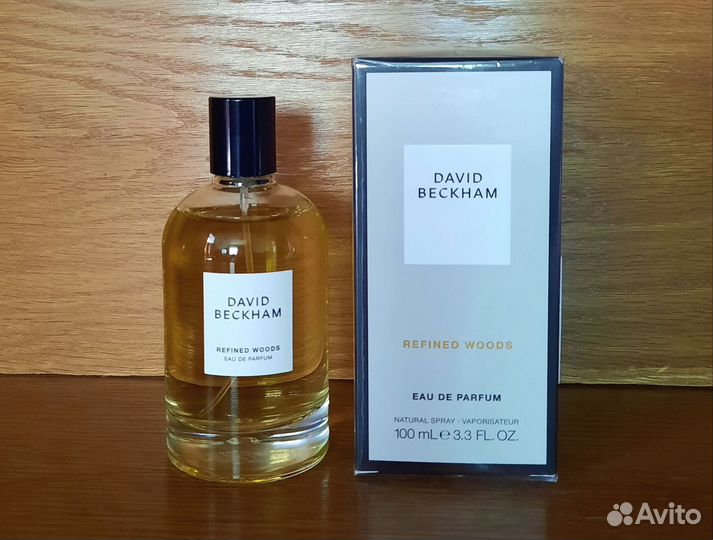 DAVID
BECKHAM
REFINED WOODS
EAU DE PARFUM
DAVID
BECKHAM
REFINED WOODS
EAU DE PARFUM
NATURAL SPRAY · VAPORISATEUR
100 mL ℮ 3.3 FL. OZ.
Avito